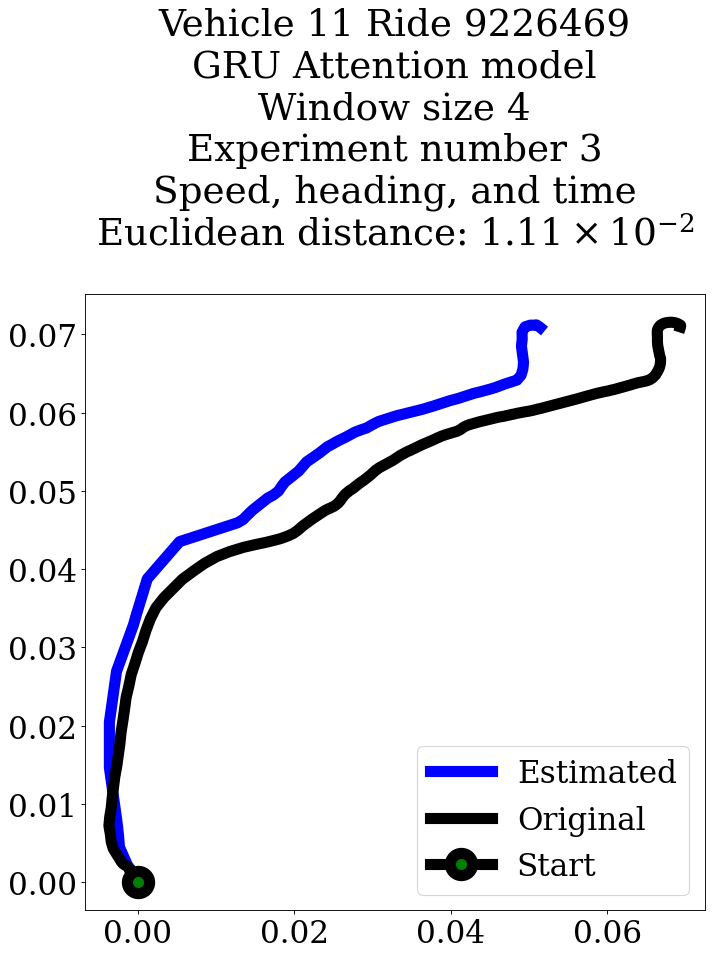 Vehicle 11 Ride 9226469
GRU Attention model
Window size 4
Experiment number 3
Speed, heading, and time
Euclidean distance: 1.11 × 10⁻²
0.07
0.06
0.05
0.04
0.03
0.02
0.01
0.00
Estimated
Original
Start
0.00 0.02 0.04 0.06